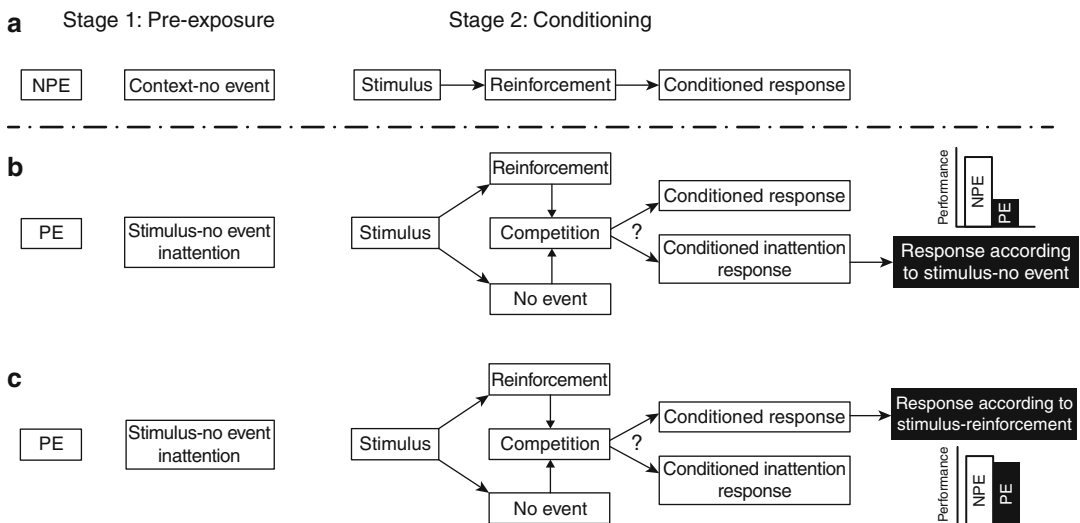 Stage 1: Pre-exposure
Stage 2: Conditioning
a
NPE
Context-no event
Stimulus
Reinforcement
Conditioned response
b
PE
Stimulus-no event
inattention
Stimulus
Reinforcement
Competition
No event
?
Conditioned response
Conditioned inattention
response
Performance
NPE
PE
Response according
to stimulus-no event
c
PE
Stimulus-no event
inattention
Stimulus
Reinforcement
Competition
No event
?
Conditioned response
Conditioned inattention
response
Response according to
stimulus-reinforcement
Performance
NPE
PE